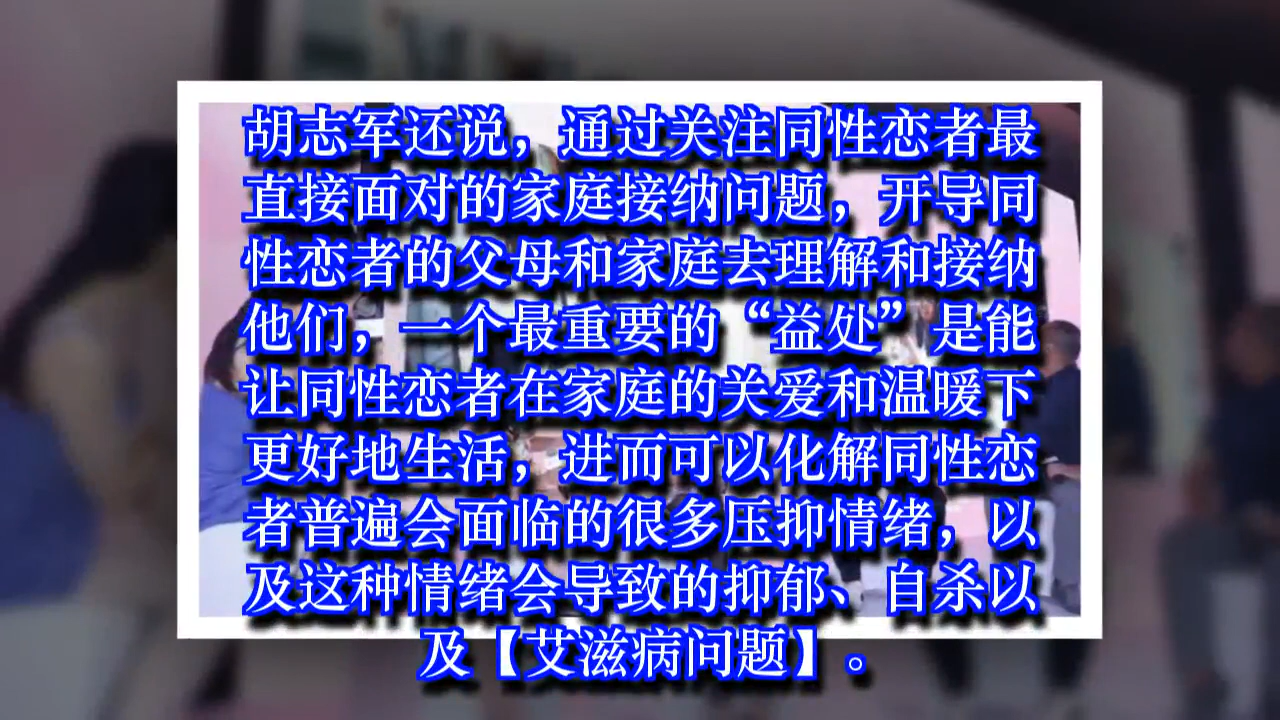 胡志军还说，通过关注同性恋者最
直接面对的家庭接纳问题，开导同
性恋者的父母和家庭去理解和接纳
他们，一个最重要的“益处”是能
让同性恋者在家庭的关爱和温暖下
更好地生活，进而可以化解同性恋
者普遍会面临的很多压抑情绪，以
及这种情绪会导致的抑郁、自杀以
及【艾滋病问题】。